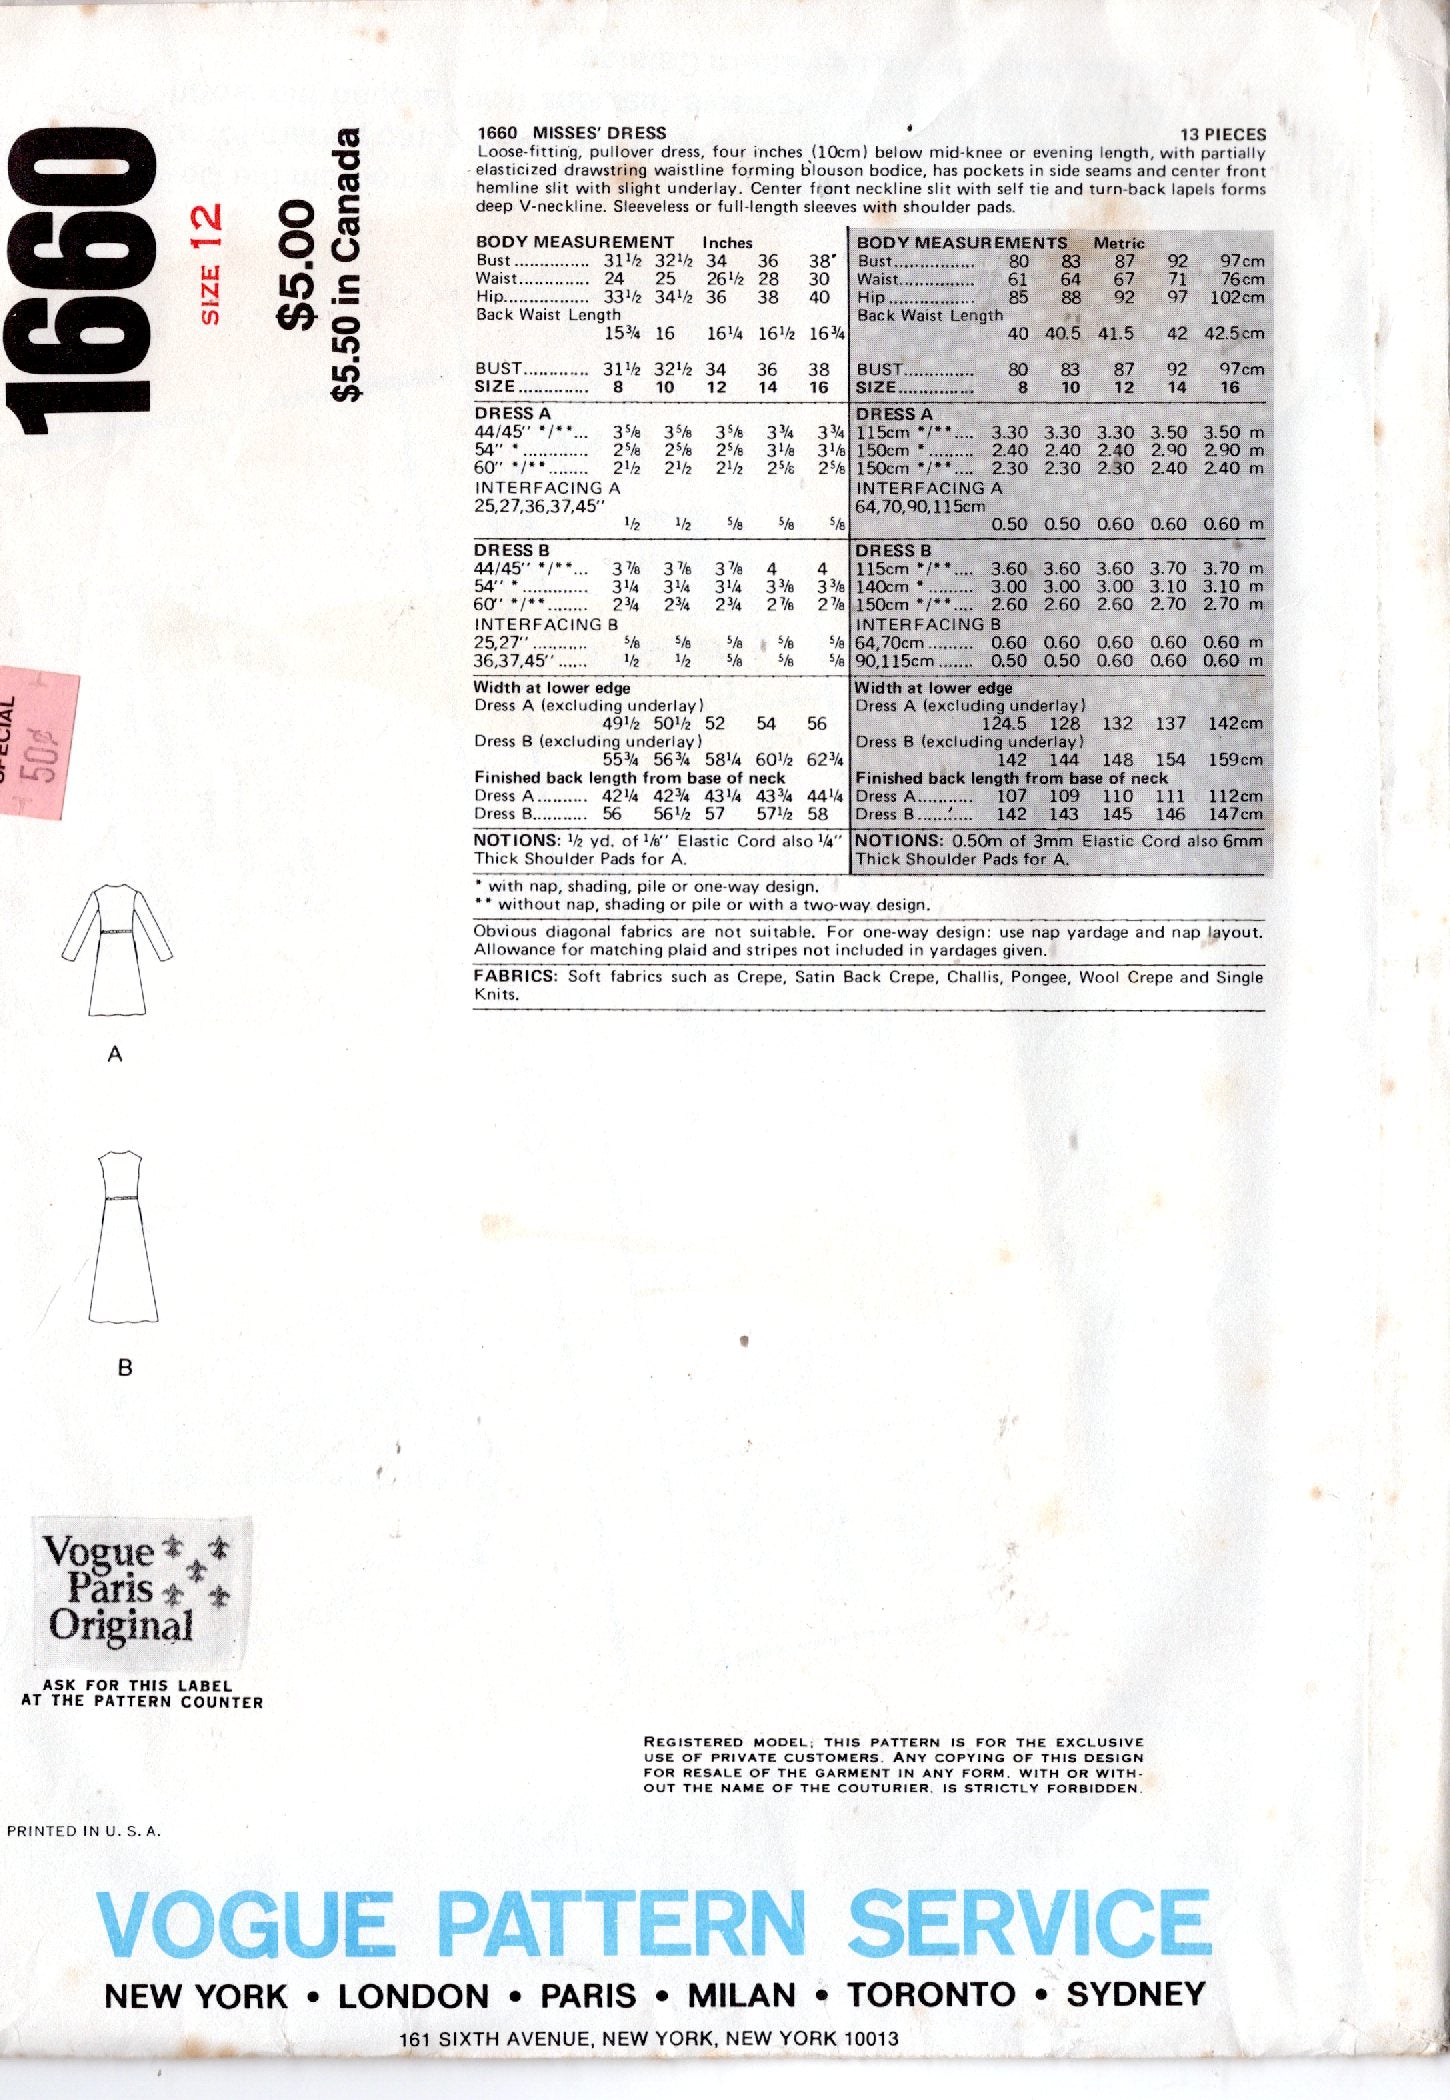 1660
SIZE 12
$5.00
$5.50 in Canada
1660 MISSES' DRESS 13 PIECES
Loose-fitting, pullover dress, four inches (10cm) below mid-knee or evening length, with partially
elasticized drawstring waistline forming blouson bodice, has pockets in side seams and center front
hemline slit with slight underlay. Center front neckline slit with self tie and turn-back lapels forms
deep V-neckline. Sleeveless or full-length sleeves with shoulder pads.
BODY MEASUREMENT Inches
Bust............... 31½ 32½ 34 36 38"
Waist.............. 24 25 26½ 28 30
Hip................. 33½ 34½ 36 38 40
Back Waist Length
15¾ 16 16¼ 16½ 16¾
BUST............. 31½ 32½ 34 36 38
SIZE.............. 8 10 12 14 16
DRESS A
44/45" */**... 3⅝ 3⅝ 3⅝ 3¾ 3¾
54" *............. 2⅝ 2⅝ 2⅝ 3⅛ 3⅛
60" */**........ 2½ 2½ 2½ 2⅝ 2⅝
INTERFACING A
25,27,36,37,45"
½ ½ ⅝ ⅝ ⅝
DRESS B
44/45" */**... 3⅞ 3⅞ 3⅞ 4 4
54" *............. 3¼ 3¼ 3¼ 3⅜ 3⅜
60" */**........ 2¾ 2¾ 2¾ 2⅞ 2⅞
INTERFACING B
25,27" ........... ⅝ ⅝ ⅝ ⅝ ⅝
36,37,45" ...... ½ ½ ⅝ ⅝ ⅝
Width at lower edge
Dress A (excluding underlay)
49½ 50½ 52 54 56
Dress B (excluding underlay)
55¾ 56¾ 58¼ 60½ 62¾
Finished back length from base of neck
Dress A.......... 42¼ 42¾ 43¼ 43¾ 44¼
Dress B........... 56 56½ 57 57½ 58
NOTIONS: ½ yd. of ⅛" Elastic Cord also ¼"
Thick Shoulder Pads for A.
BODY MEASUREMENTS Metric
Bust................ 80 83 87 92 97cm
Waist............... 61 64 67 71 76cm
Hip................. 85 88 92 97 102cm
Back Waist Length
40 40.5 41.5 42 42.5cm
BUST.............. 80 83 87 92 97cm
SIZE............... 8 10 12 14 16
DRESS A
115cm */**.... 3.30 3.30 3.30 3.50 3.50 m
150cm *......... 2.40 2.40 2.40 2.90 2.90 m
150cm */**.... 2.30 2.30 2.30 2.40 2.40 m
INTERFACING A
64,70,90,115cm
0.50 0.50 0.60 0.60 0.60 m
DRESS B
115cm */**.... 3.60 3.60 3.60 3.70 3.70 m
140cm *......... 3.00 3.00 3.00 3.10 3.10 m
150cm */**.... 2.60 2.60 2.60 2.70 2.70 m
INTERFACING B
64,70cm......... 0.60 0.60 0.60 0.60 0.60 m
90,115cm....... 0.50 0.50 0.60 0.60 0.60 m
Width at lower edge
Dress A (excluding underlay)
124.5 128 132 137 142cm
Dress B (excluding underlay)
142 144 148 154 159cm
Finished back length from base of neck
Dress A........... 107 109 110 111 112cm
Dress B........... 142 143 145 146 147cm
NOTIONS: 0.50m of 3mm Elastic Cord also 6mm
Thick Shoulder Pads for A.
* with nap, shading, pile or one-way design.
** without nap, shading or pile or with a two-way design.
Obvious diagonal fabrics are not suitable. For one-way design: use nap yardage and nap layout.
Allowance for matching plaid and stripes not included in yardages given.
FABRICS: Soft fabrics such as Crepe, Satin Back Crepe, Challis, Pongee, Wool Crepe and Single
Knits.
SPECIAL
50¢
A
B
Vogue
Paris
Original
ASK FOR THIS LABEL
AT THE PATTERN COUNTER
REGISTERED MODEL; THIS PATTERN IS FOR THE EXCLUSIVE
USE OF PRIVATE CUSTOMERS. ANY COPYING OF THIS DESIGN
FOR RESALE OF THE GARMENT IN ANY FORM, WITH OR WITH-
OUT THE NAME OF THE COUTURIER, IS STRICTLY FORBIDDEN.
PRINTED IN U. S. A.
VOGUE PATTERN SERVICE
NEW YORK • LONDON • PARIS • MILAN • TORONTO • SYDNEY
161 SIXTH AVENUE, NEW YORK, NEW YORK 10013